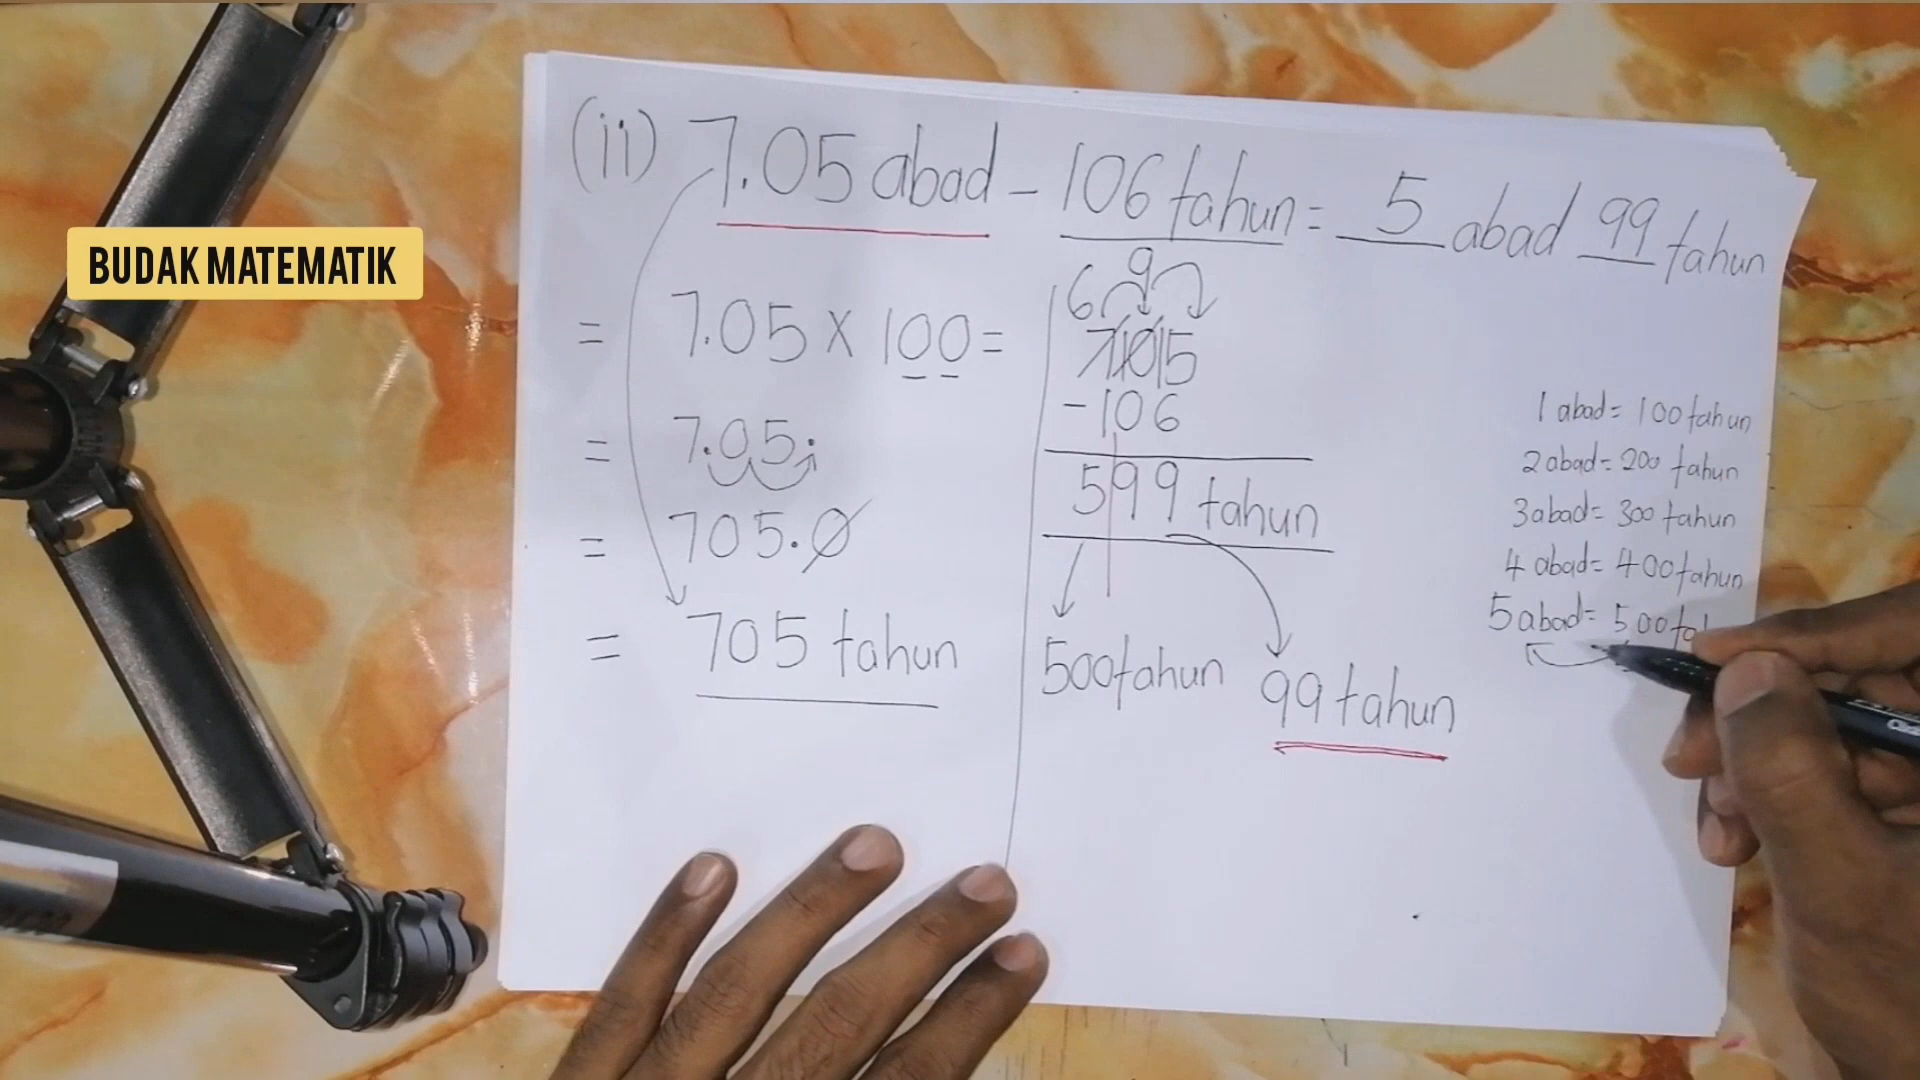 (ii) 7.05 abad - 106 tahun = 5 abad 99 tahun
BUDAK MATEMATIK
= 7.05 x 100 =
= 7.05.
= 705.0
= 705 tahun
6 9
7 10 15
- 106
599 tahun
500 tahun
99 tahun
1 abad = 100 tahun
2 abad = 200 tahun
3 abad = 300 tahun
4 abad = 400 tahun
5 abad = 500